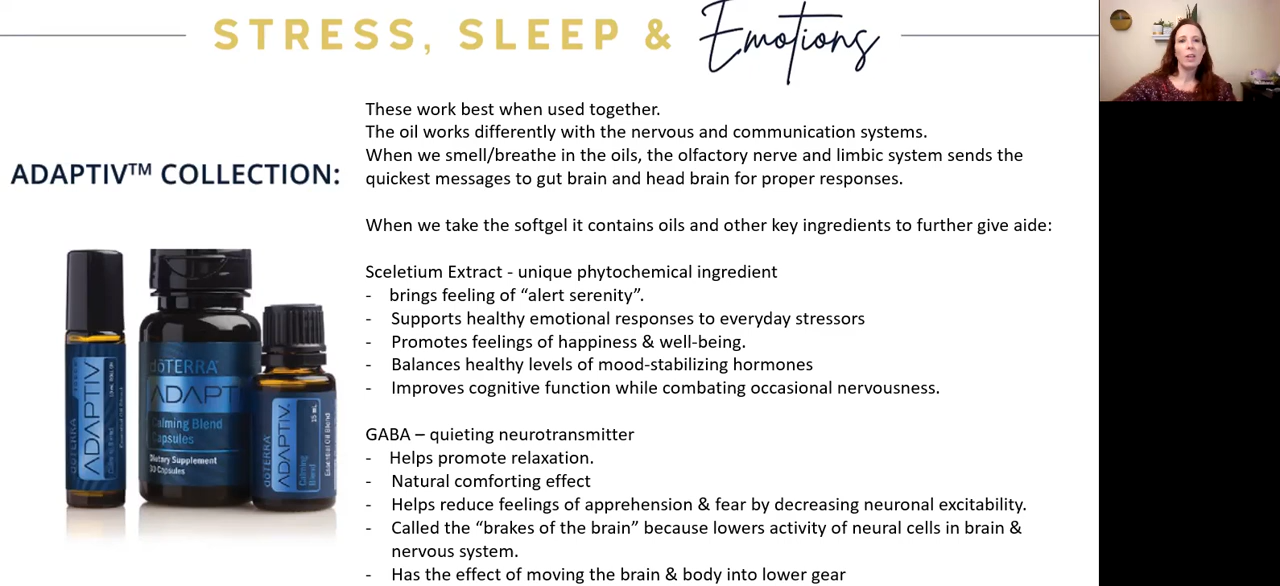 STRESS, SLEEP & Emotions
These work best when used together.
The oil works differently with the nervous and communication systems.
When we smell/breathe in the oils, the olfactory nerve and limbic system sends the
quickest messages to gut brain and head brain for proper responses.
ADAPTIV™ COLLECTION:
When we take the softgel it contains oils and other key ingredients to further give aide:
Sceletium Extract - unique phytochemical ingredient
- brings feeling of “alert serenity”.
- Supports healthy emotional responses to everyday stressors
- Promotes feelings of happiness & well-being.
- Balances healthy levels of mood-stabilizing hormones
- Improves cognitive function while combating occasional nervousness.
GABA – quieting neurotransmitter
- Helps promote relaxation.
- Natural comforting effect
- Helps reduce feelings of apprehension & fear by decreasing neuronal excitability.
- Called the “brakes of the brain” because lowers activity of neural cells in brain &
nervous system.
- Has the effect of moving the brain & body into lower gear
dōTERRA
ADAPTIV
dōTERRA
ADAPT
Calming Blend
Capsules
Dietary Supplement
30 Capsules
dōTERRA
ADAPTIV
Calming
Blend
15 mL
Essential Oil Blend